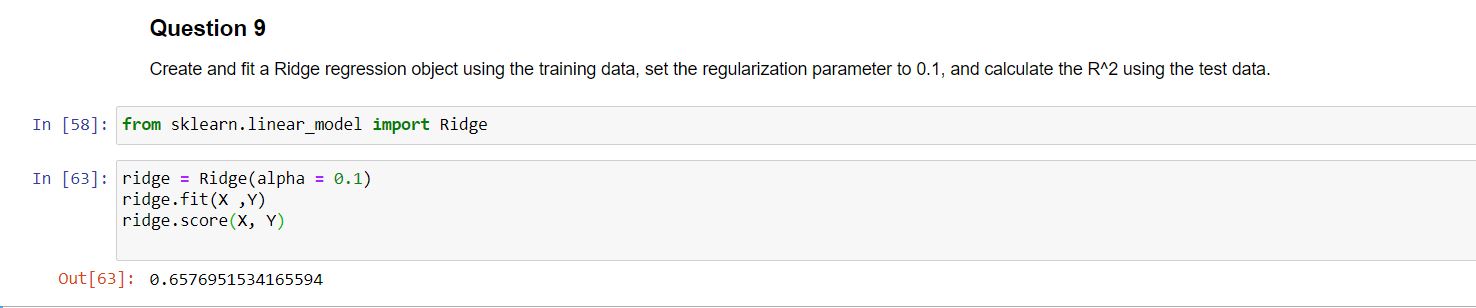 Question 9
Create and fit a Ridge regression object using the training data, set the regularization parameter to 0.1, and calculate the R^2 using the test data.
In [58]: from sklearn.linear_model import Ridge
In [63]: ridge = Ridge(alpha = 0.1)
ridge.fit(X ,Y)
ridge.score(X, Y)
Out[63]: 0.6576951534165594